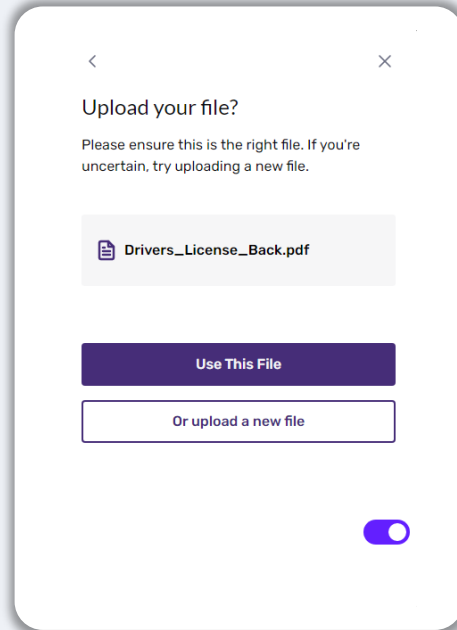 Upload your file?
Please ensure this is the right file. If you're
uncertain, try uploading a new file.
Drivers_License_Back.pdf
Use This File
Or upload a new file